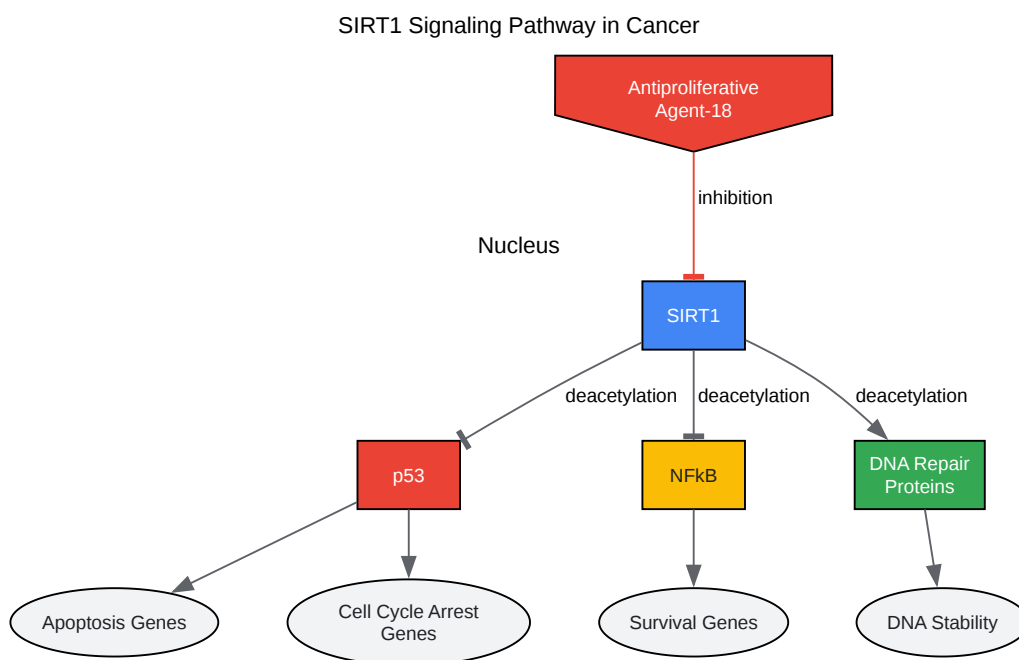 SIRT1 Signaling Pathway in Cancer
Antiproliferative
Agent-18
inhibition
Nucleus
SIRT1
deacetylation
deacetylation
deacetylation
p53
NFkB
DNA Repair
Proteins
Apoptosis Genes
Cell Cycle Arrest
Genes
Survival Genes
DNA Stability